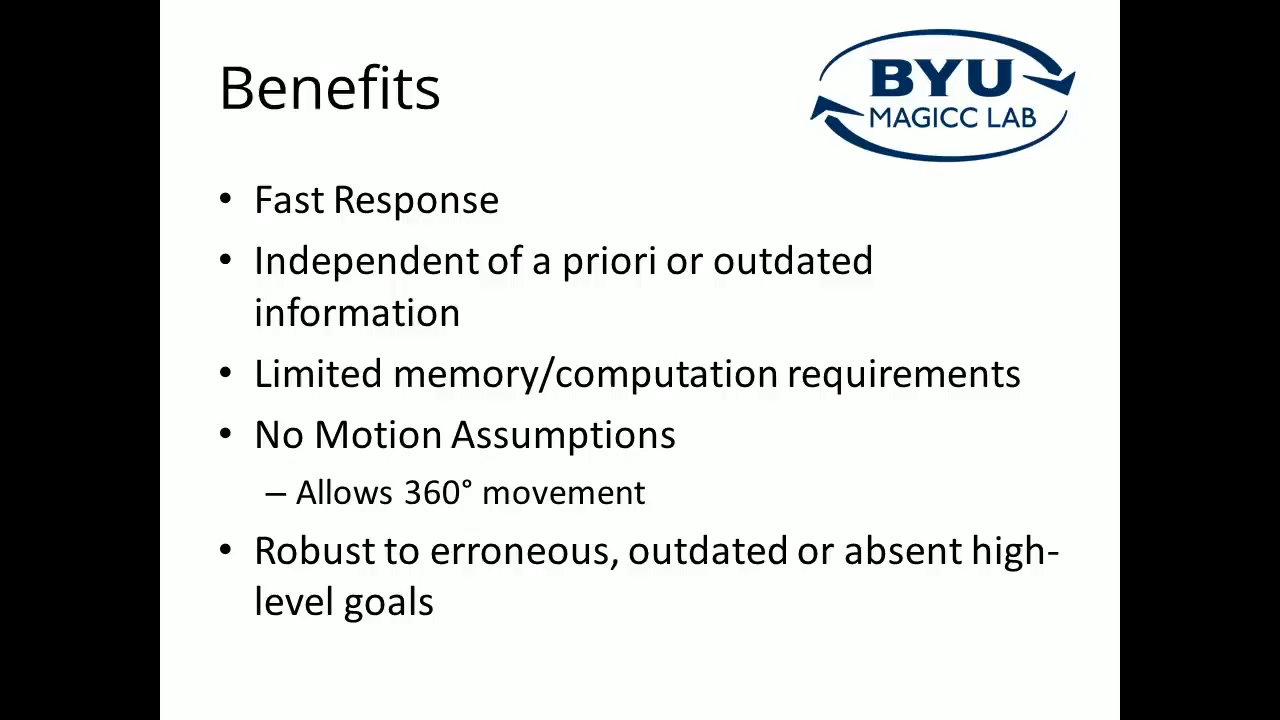 Benefits
BYU
MAGICC LAB
• Fast Response
• Independent of a priori or outdated
information
• Limited memory/computation requirements
• No Motion Assumptions
– Allows 360° movement
• Robust to erroneous, outdated or absent high-
level goals